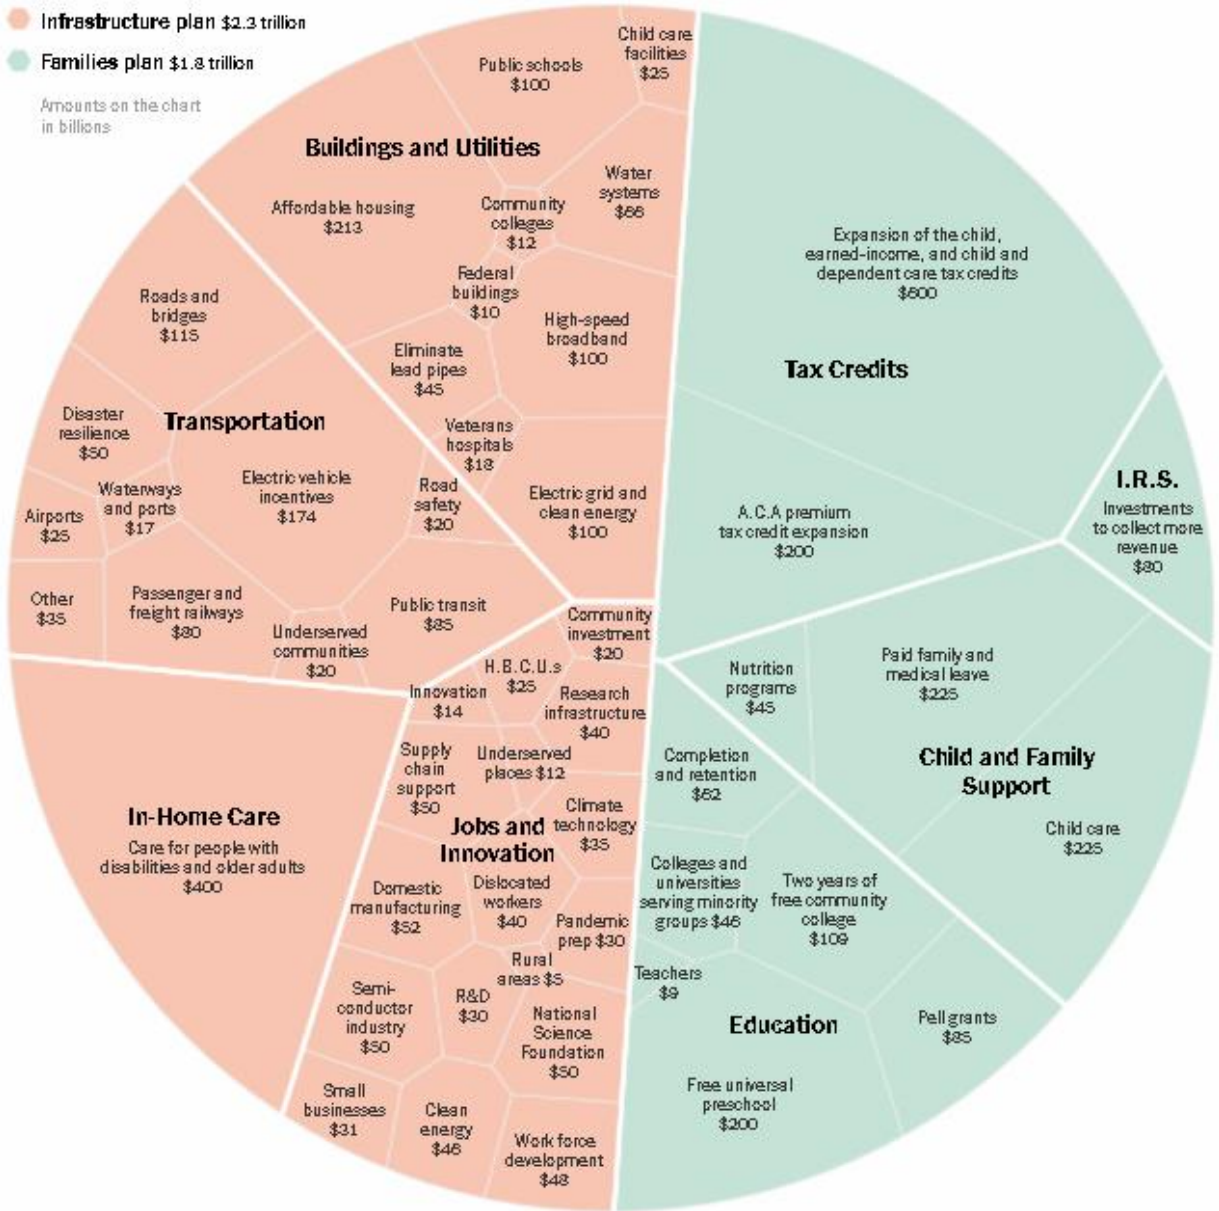 Infrastructure plan $2.3 trillion
Families plan $1.8 trillion
Amounts on the chart
in billions
Child care
facilities
$25
Public schools
$100
Buildings and Utilities
Water
systems
$66
Affordable housing
$213
Community
colleges
$12
Federal
buildings
$10
High-speed
broadband
$100
Eliminate
lead pipes
$45
Veterans
hospitals
$18
Electric grid and
clean energy
$100
Roads and
bridges
$115
Disaster
resilience
$50
Transportation
Waterways
and ports
$17
Electric vehicle
incentives
$174
Road
safety
$20
Airports
$25
Other
$35
Passenger and
freight railways
$80
Underserved
communities
$20
Public transit
$85
Expansion of the child,
earned-income, and child and
dependent care tax credits
$600
Tax Credits
A.C.A premium
tax credit expansion
$200
I.R.S.
Investments
to collect more
revenue
$80
Community
investment
$20
H.B.C.U.s
$25
Innovation
$14
Research
infrastructure
$40
Supply
chain
support
$50
Underserved
places $12
Climate
technology
$35
Jobs and
Innovation
Domestic
manufacturing
$52
Dislocated
workers
$40
Pandemic
prep $30
Rural
areas $5
Semi-
conductor
industry
$50
R&D
$30
National
Science
Foundation
$50
Small
businesses
$31
Clean
energy
$46
Work force
development
$48
In-Home Care
Care for people with
disabilities and older adults
$400
Nutrition
programs
$45
Paid family and
medical leave
$225
Child and Family
Support
Child care
$225
Completion
and retention
$62
Colleges and
universities
serving minority
groups $46
Two years of
free community
college
$109
Teachers
$9
Education
Pell grants
$85
Free universal
preschool
$200